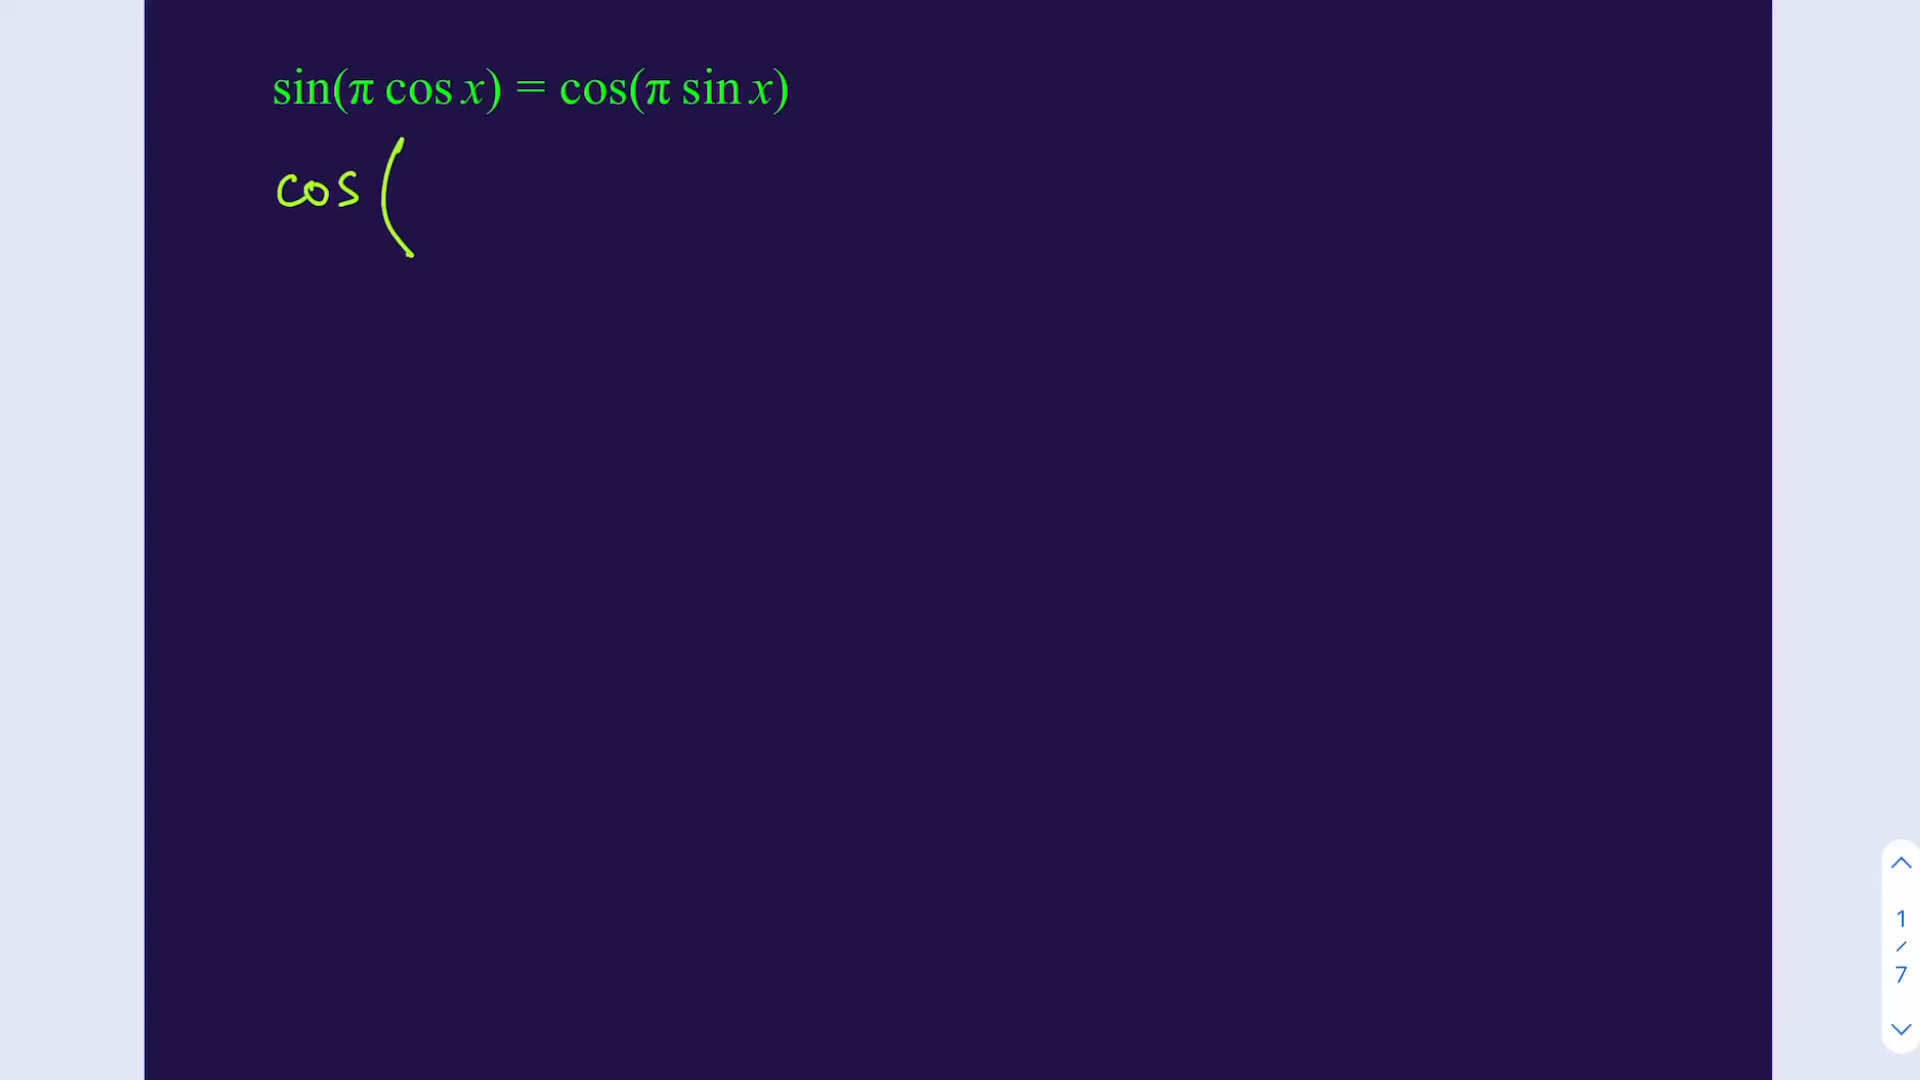 sin(π cos x) = cos(π sin x)
cos (
1
/
7